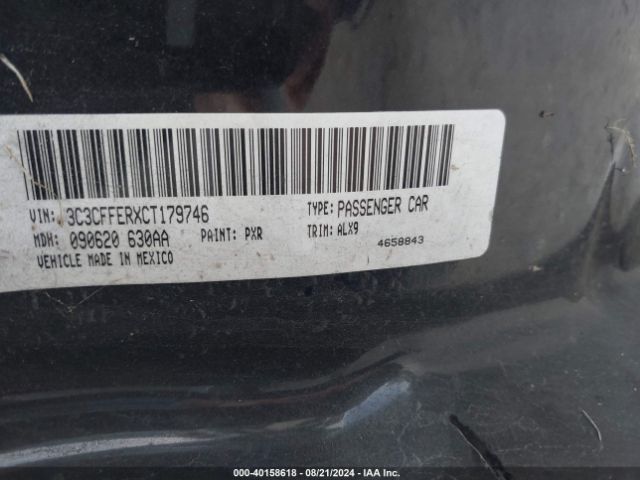 VIN: 3C3CFFERXCT179746 TYPE: PASSENGER CAR
MDH: 090620 630AA PAINT: PXR TRIM: ALX9
VEHICLE MADE IN MEXICO 4658843
000-40158618 - 08/21/2024 - IAA Inc.